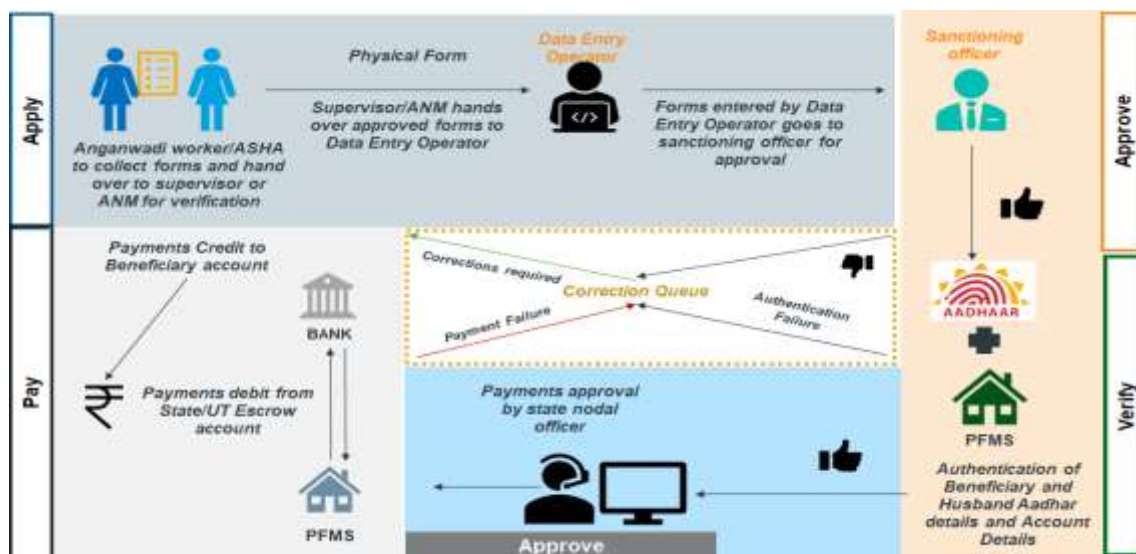 Apply
Anganwadi worker/ASHA
to collect forms and hand
over to supervisor or
ANM for verification
Physical Form
Supervisor/ANM hands
over approved forms to
Data Entry Operator
Data Entry
Operator
Forms entered by Data
Entry Operator goes to
sanctioning officer for
approval
Sanctioning
officer
Approve
AADHAAR
PFMS
Authentication of
Beneficiary and
Husband Aadhar
details and Account
Details
Verify
Corrections required
Correction Queue
Payment Failure
Authentication
Failure
Payments approval
by state nodal
officer
Approve
Pay
Payments Credit to
Beneficiary account
BANK
Payments debit from
State/UT Escrow
account
PFMS